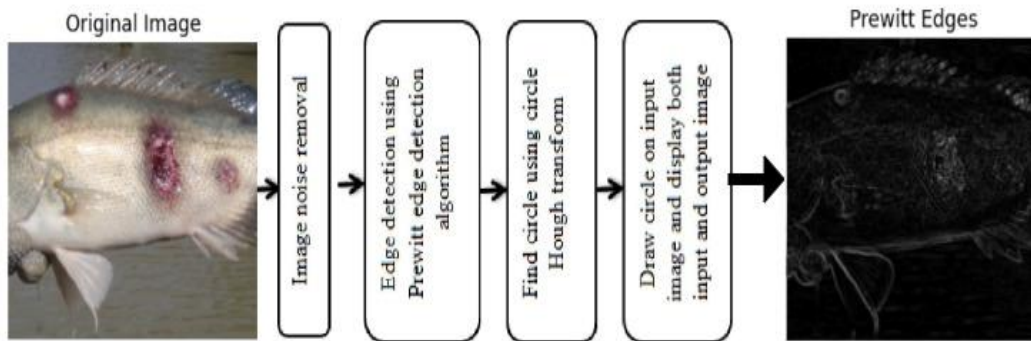 Original Image
Image noise removal
Edge detection using
Prewitt edge detection
algorithm
Find circle using circle
Hough transform
Draw circle on input
image and display both
input and output image
Prewitt Edges